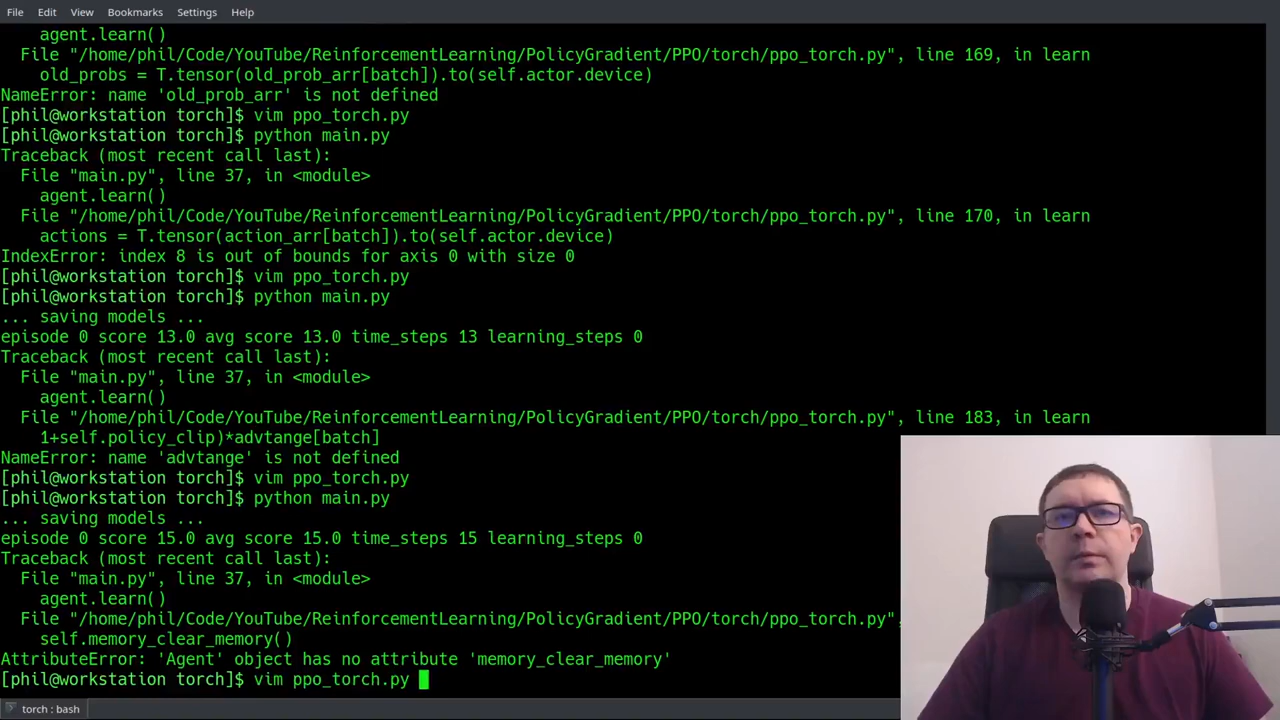 File Edit View Bookmarks Settings Help
agent.learn()
File "/home/phil/Code/YouTube/ReinforcementLearning/PolicyGradient/PPO/torch/ppo_torch.py", line 169, in learn
old_probs = T.tensor(old_prob_arr[batch]).to(self.actor.device)
NameError: name 'old_prob_arr' is not defined
[phil@workstation torch]$ vim ppo_torch.py
[phil@workstation torch]$ python main.py
Traceback (most recent call last):
File "main.py", line 37, in <module>
agent.learn()
File "/home/phil/Code/YouTube/ReinforcementLearning/PolicyGradient/PPO/torch/ppo_torch.py", line 170, in learn
actions = T.tensor(action_arr[batch]).to(self.actor.device)
IndexError: index 8 is out of bounds for axis 0 with size 0
[phil@workstation torch]$ vim ppo_torch.py
[phil@workstation torch]$ python main.py
... saving models ...
episode 0 score 13.0 avg score 13.0 time_steps 13 learning_steps 0
Traceback (most recent call last):
File "main.py", line 37, in <module>
agent.learn()
File "/home/phil/Code/YouTube/ReinforcementLearning/PolicyGradient/PPO/torch/ppo_torch.py", line 183, in learn
1+self.policy_clip)*advtange[batch]
NameError: name 'advtange' is not defined
[phil@workstation torch]$ vim ppo_torch.py
[phil@workstation torch]$ python main.py
... saving models ...
episode 0 score 15.0 avg score 15.0 time_steps 15 learning_steps 0
Traceback (most recent call last):
File "main.py", line 37, in <module>
agent.learn()
File "/home/phil/Code/YouTube/ReinforcementLearning/PolicyGradient/PPO/torch/ppo_torch.py",
self.memory_clear_memory()
AttributeError: 'Agent' object has no attribute 'memory_clear_memory'
[phil@workstation torch]$ vim ppo_torch.py
torch : bash